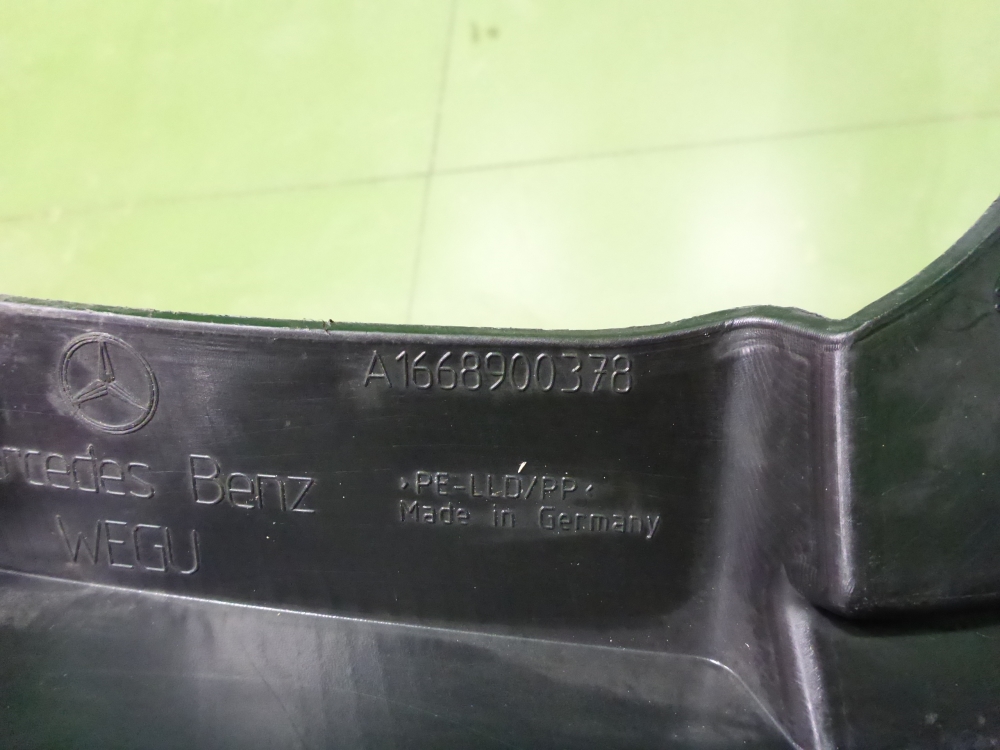 A1668900378
rcedes Benz
>PE-LLD/PP<
WEGU
Made in Germany